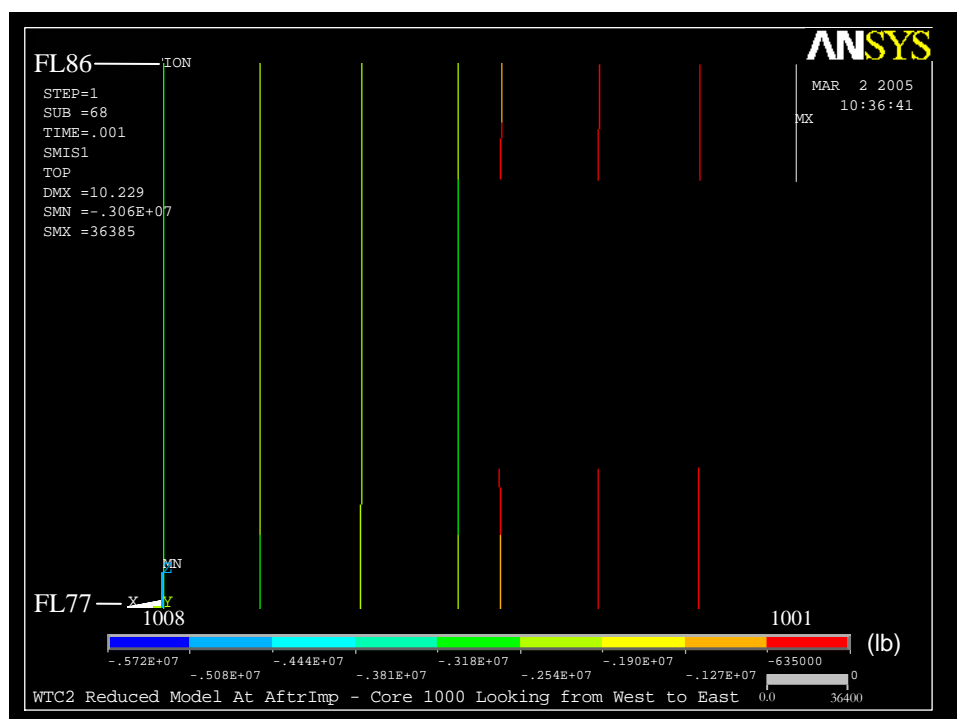 ANSYS
FL86
ION
MAR 2 2005
10:36:41
STEP=1
SUB =68
TIME=.001
SMIS1
TOP
DMX =10.229
SMN =-.306E+07
SMX =36385
MX
MN
Z
FL77
X
Y
1008
1001
(lb)
-.572E+07
-.444E+07
-.318E+07
-.190E+07
-635000
-.508E+07
-.381E+07
-.254E+07
-.127E+07
0
WTC2 Reduced Model At AftrImp - Core 1000 Looking from West to East
0.0
36400